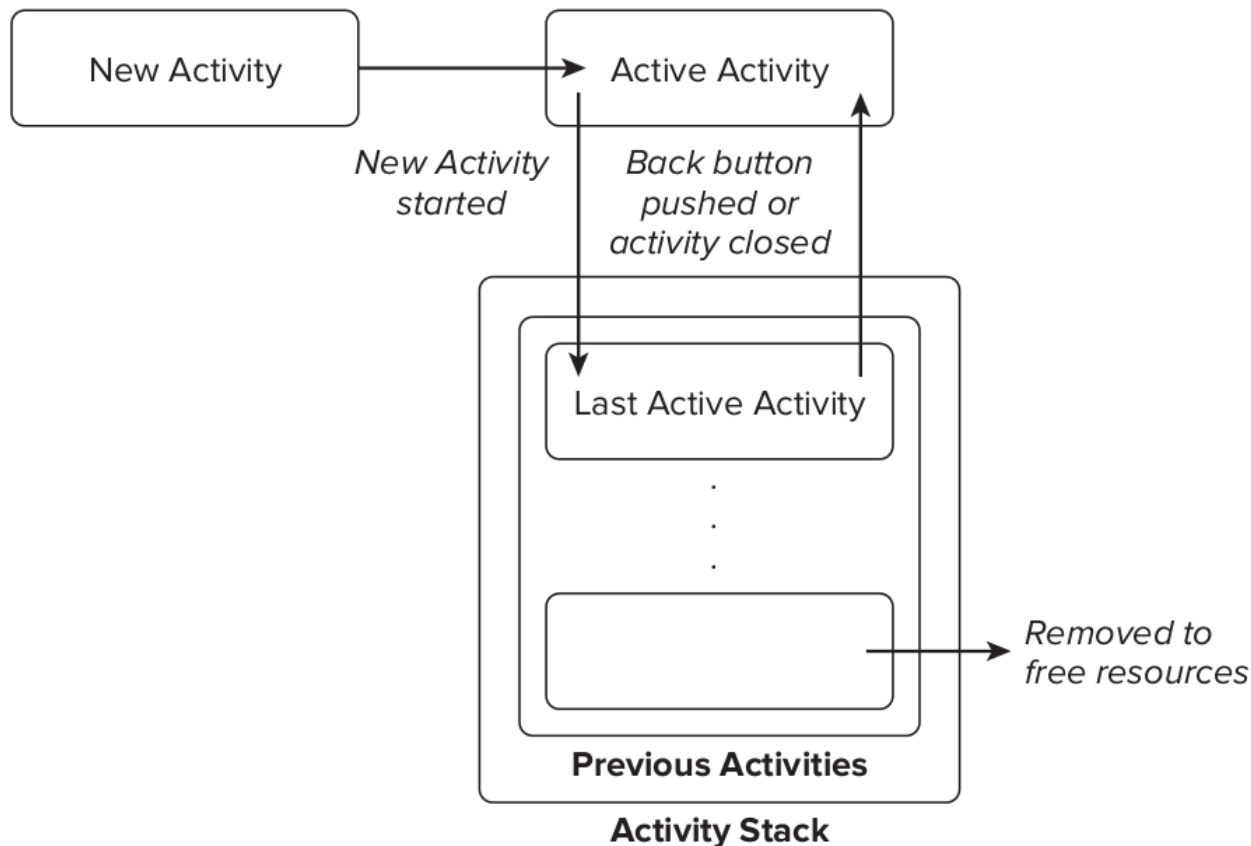 New Activity
Active Activity
New Activity
started
Back button
pushed or
activity closed
Last Active Activity
.
.
.
Removed to
free resources
Previous Activities
Activity Stack